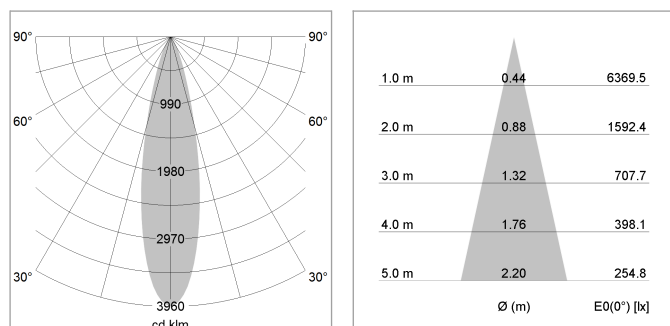 90° 90°
990
60° 60°
1980
2970
30° 30°
3960
cd klm
1.0 m 0.44 6369.5
2.0 m 0.88 1592.4
3.0 m 1.32 707.7
4.0 m 1.76 398.1
5.0 m 2.20 254.8
Ø (m) E0(0°) [lx]